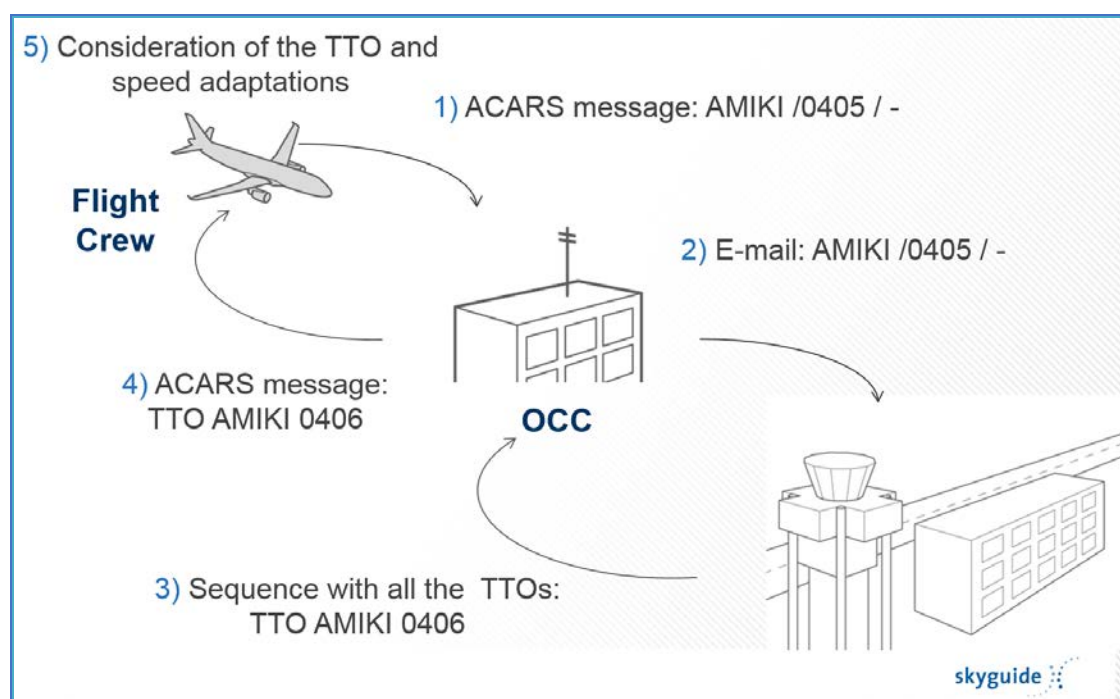 5) Consideration of the TTO and
speed adaptations
1) ACARS message: AMIKI /0405 / -
Flight
Crew
2) E-mail: AMIKI /0405 / -
4) ACARS message:
TTO AMIKI 0406
OCC
3) Sequence with all the TTOs:
TTO AMIKI 0406
skyguide